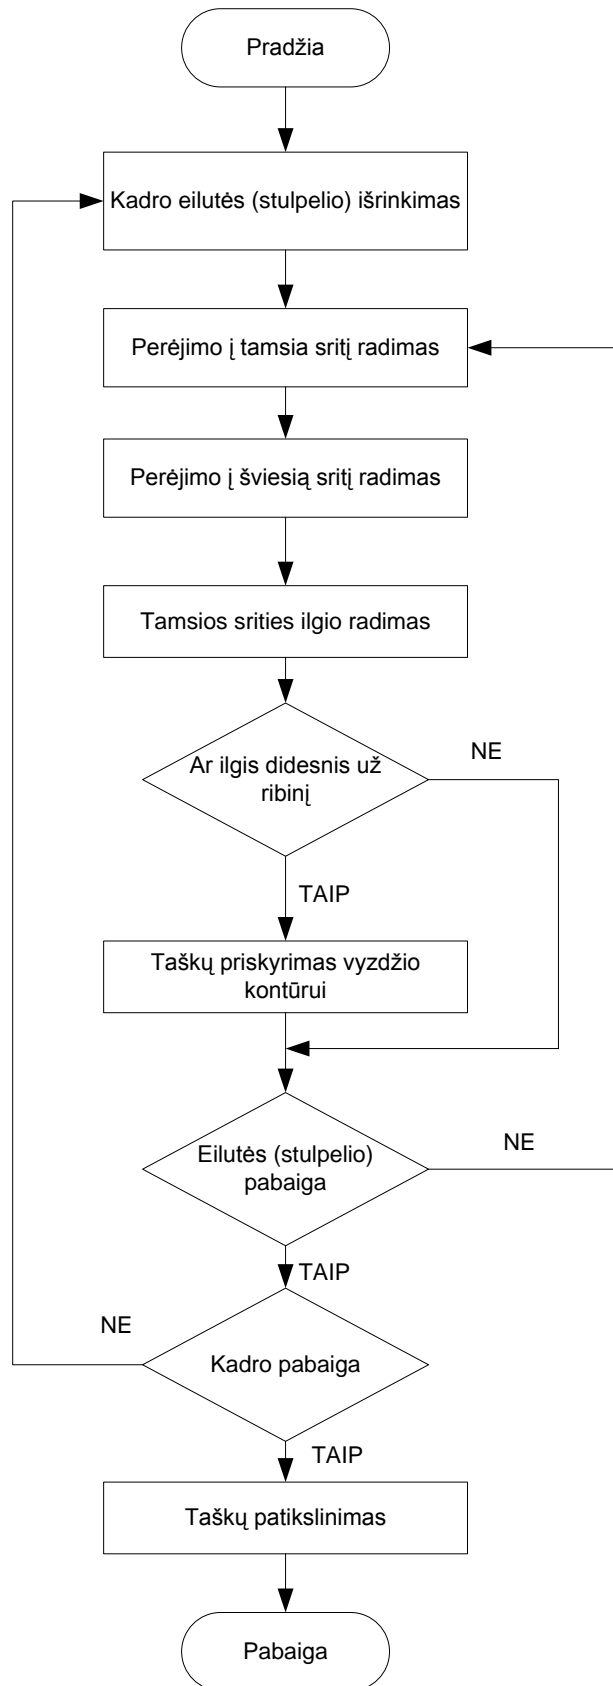 Pradžia
Kadro eilutės (stulpelio) išrinkimas
Perėjimo į tamsia sritį radimas
Perėjimo į šviesią sritį radimas
Tamsios srities ilgio radimas
Ar ilgis didesnis už
ribinį
NE
TAIP
Taškų priskyrimas vyzdžio
kontūrui
Eilutės (stulpelio)
pabaiga
NE
TAIP
NE
Kadro pabaiga
TAIP
Taškų patikslinimas
Pabaiga